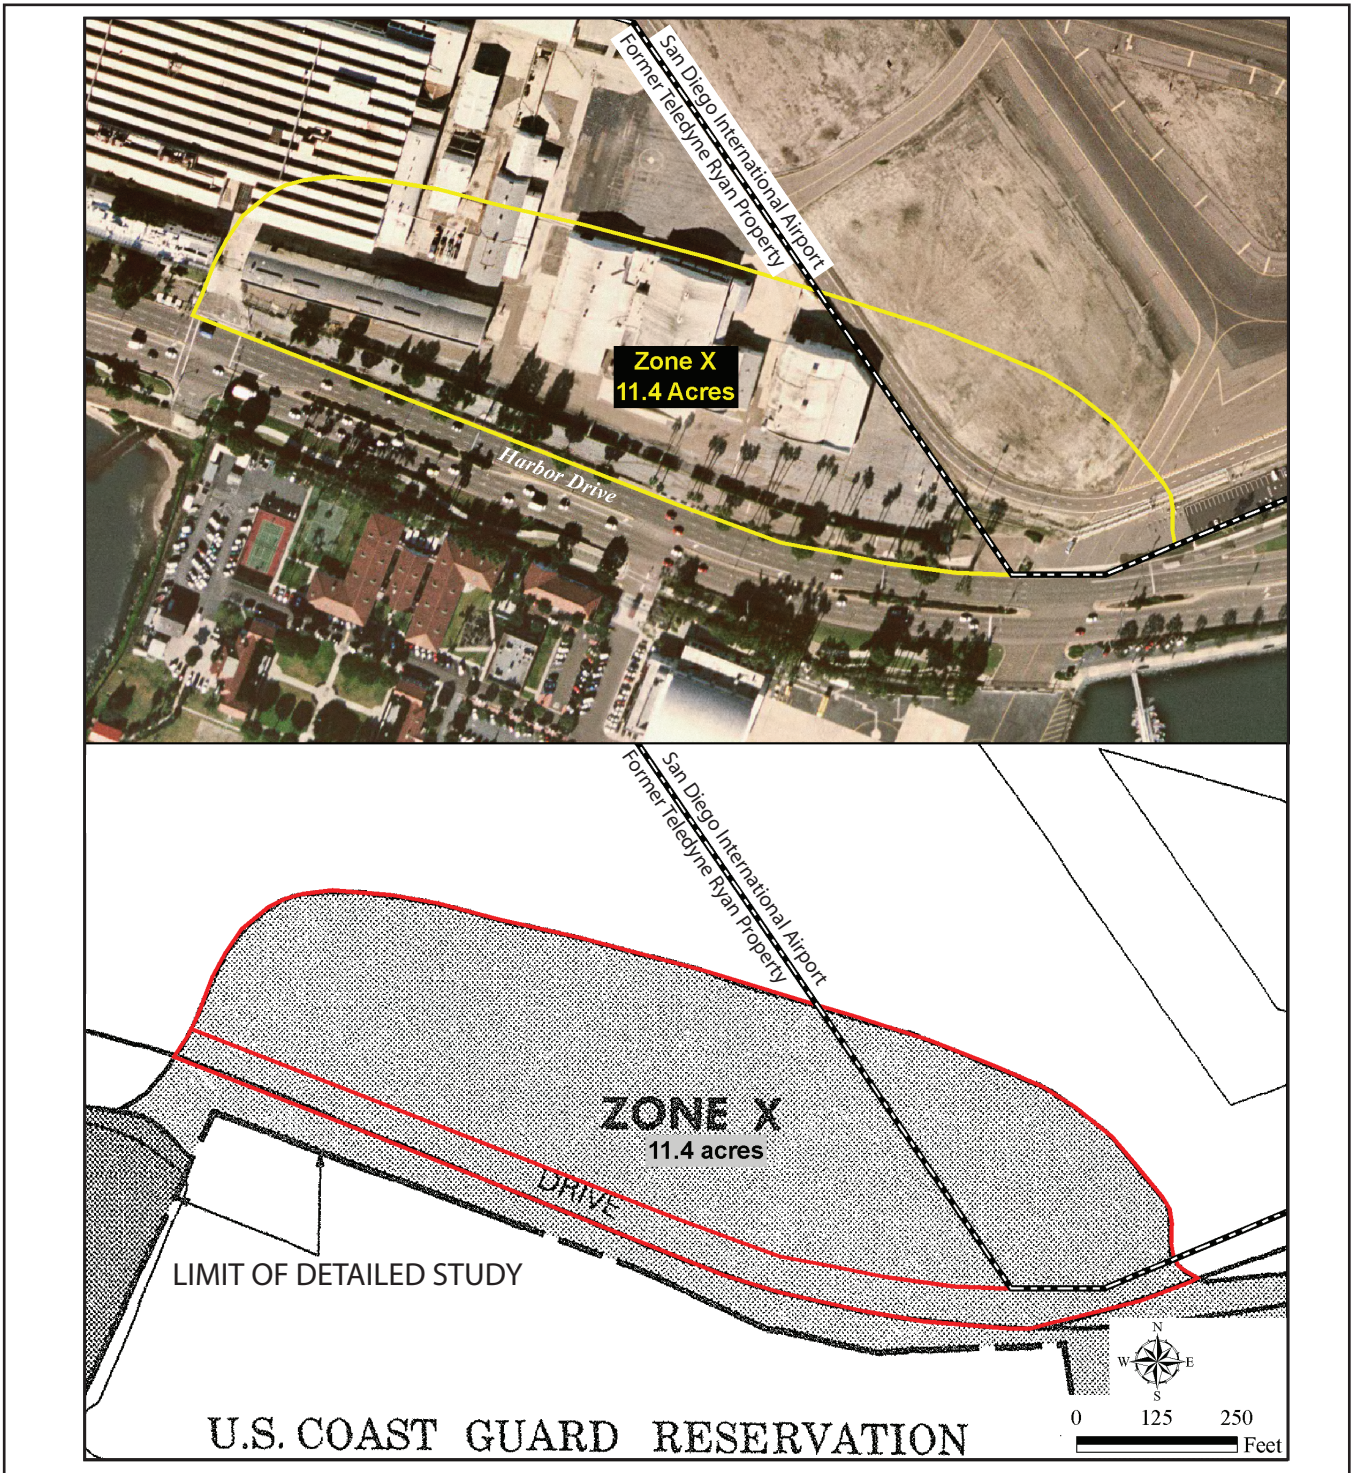 San Diego International Airport
Former Teledyne Ryan Property
Zone X
11.4 Acres
Harbor Drive
San Diego International Airport
Former Teledyne Ryan Property
ZONE X
11.4 acres
DRIVE
LIMIT OF DETAILED STUDY
N
W E
S
U.S. COAST GUARD RESERVATION
0 125 250
Feet